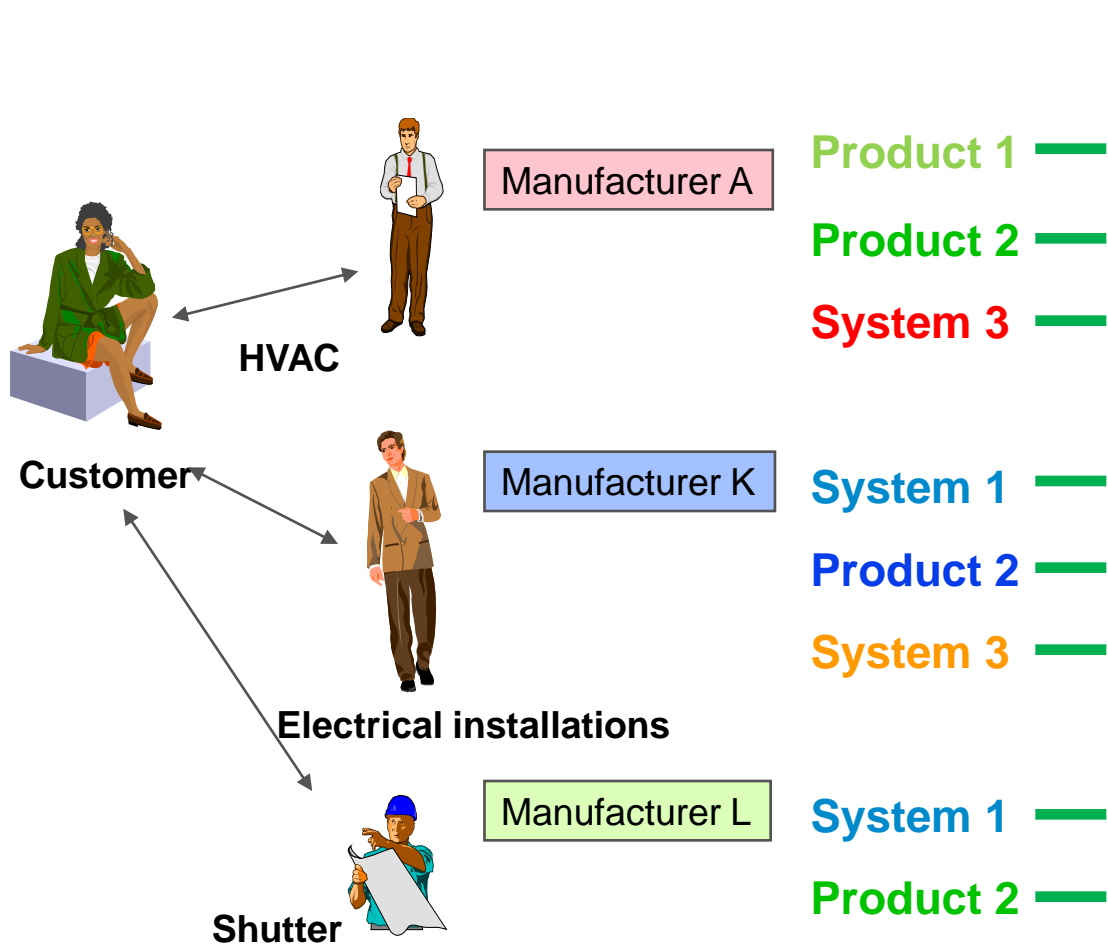 Manufacturer A
Product 1
Product 2
System 3
HVAC
Customer
Manufacturer K
System 1
Product 2
System 3
Electrical installations
Manufacturer L
System 1
Product 2
Shutter